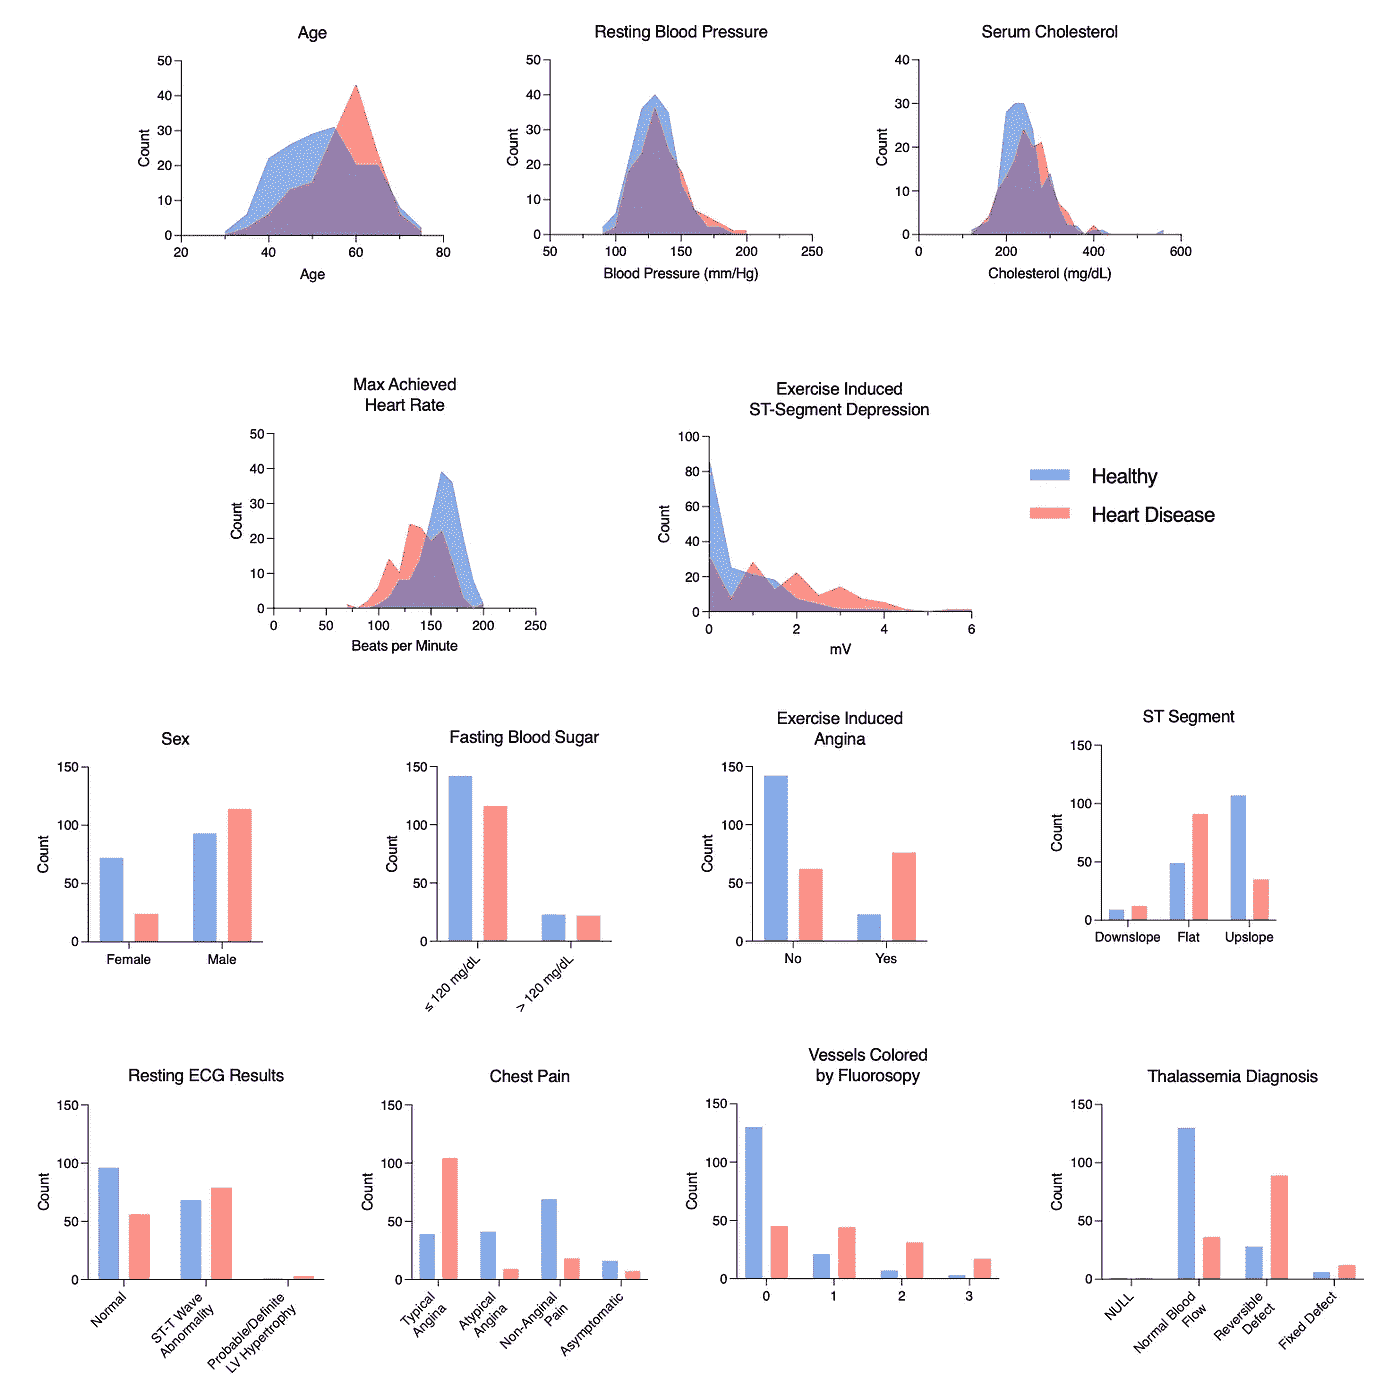 Age
50
40
30
20
10
0
Count
20
40
60
80
Age
Resting Blood Pressure
50
40
30
20
10
0
Count
50
100
150
200
250
Blood Pressure (mm/Hg)
Serum Cholesterol
40
30
20
10
0
Count
0
200
400
600
Cholesterol (mg/dL)
Max Achieved
Heart Rate
50
40
30
20
10
0
Count
0
50
100
150
200
250
Beats per Minute
Exercise Induced
ST-Segment Depression
100
80
60
40
20
0
Count
0
2
4
6
mV
Healthy
Heart Disease
Sex
150
100
50
0
Count
Female
Male
Fasting Blood Sugar
150
100
50
0
Count
≤ 120 mg/dL
> 120 mg/dL
Exercise Induced
Angina
150
100
50
0
Count
No
Yes
ST Segment
150
100
50
0
Count
Downslope
Flat
Upslope
Resting ECG Results
150
100
50
0
Count
Normal
ST-T Wave
Abnormality
Probable/Definite
LV Hypertrophy
Chest Pain
150
100
50
0
Count
Typical
Angina
Atypical
Angina
Non-Anginal
Pain
Asymptomatic
Vessels Colored
by Fluorosopy
150
100
50
0
Count
0
1
2
3
Thalassemia Diagnosis
150
100
50
0
Count
NULL
Normal Blood
Flow
Reversible
Defect
Fixed Defect